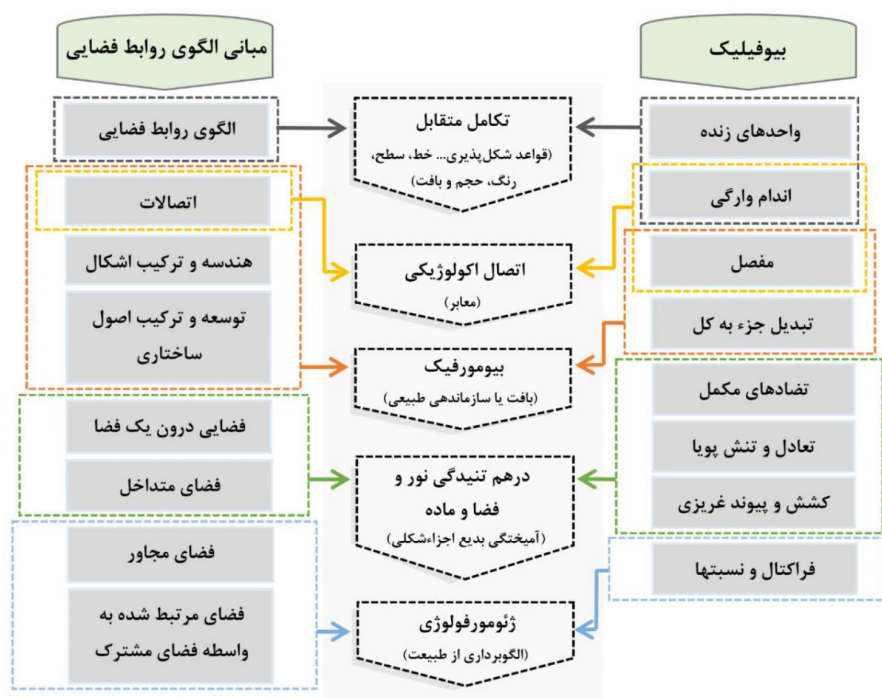 بیوفیلیک
واحدهای زنده
اندام وارگی
مفصل
تبدیل جزء به کل
تضادهای مکمل
تعادل و تنش پویا
کشش و پیوند غریزی
فراکتال و نسبتها
تکامل متقابل
(قواعد شکل‌پذیری... خط، سطح،
رنگ، حجم و بافت)
اتصال اکولوژیکی
(معابر)
بیومورفیک
(بافت یا سازماندهی طبیعی)
درهم تنیدگی نور و
فضا و ماده
(آمیختگی بدیع اجزاءشکلی)
ژئومورفولوژی
(الگوبرداری از طبیعت)
مبانی الگوی روابط فضایی
الگوی روابط فضایی
اتصالات
هندسه و ترکیب اشکال
توسعه و ترکیب اصول
ساختاری
فضایی درون یک فضا
فضای متداخل
فضای مجاور
فضای مرتبط شده به
واسطه فضای مشترک